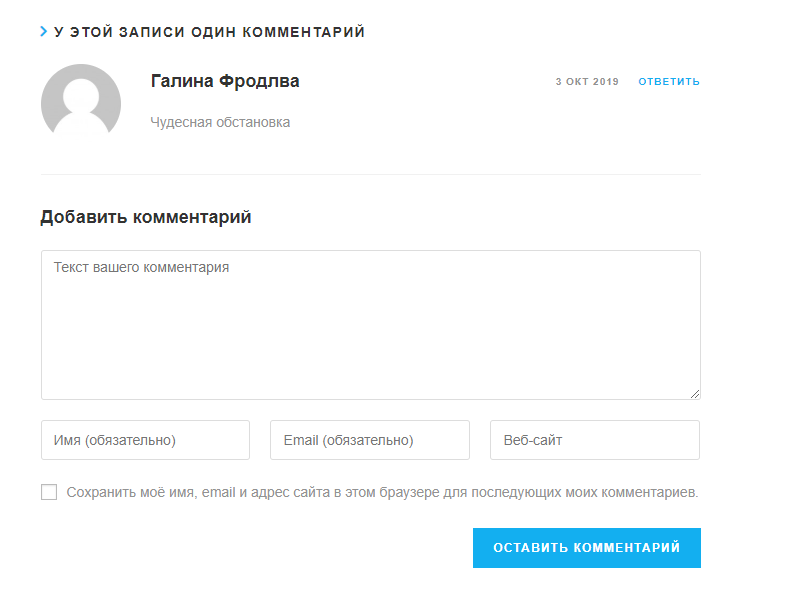 У ЭТОЙ ЗАПИСИ ОДИН КОММЕНТАРИЙ
Галина Фродлва
3 ОКТ 2019 ОТВЕТИТЬ
Чудесная обстановка
Добавить комментарий
Текст вашего комментария
Имя (обязательно) Email (обязательно) Веб-сайт
Сохранить моё имя, email и адрес сайта в этом браузере для последующих моих комментариев.
ОСТАВИТЬ КОММЕНТАРИЙ